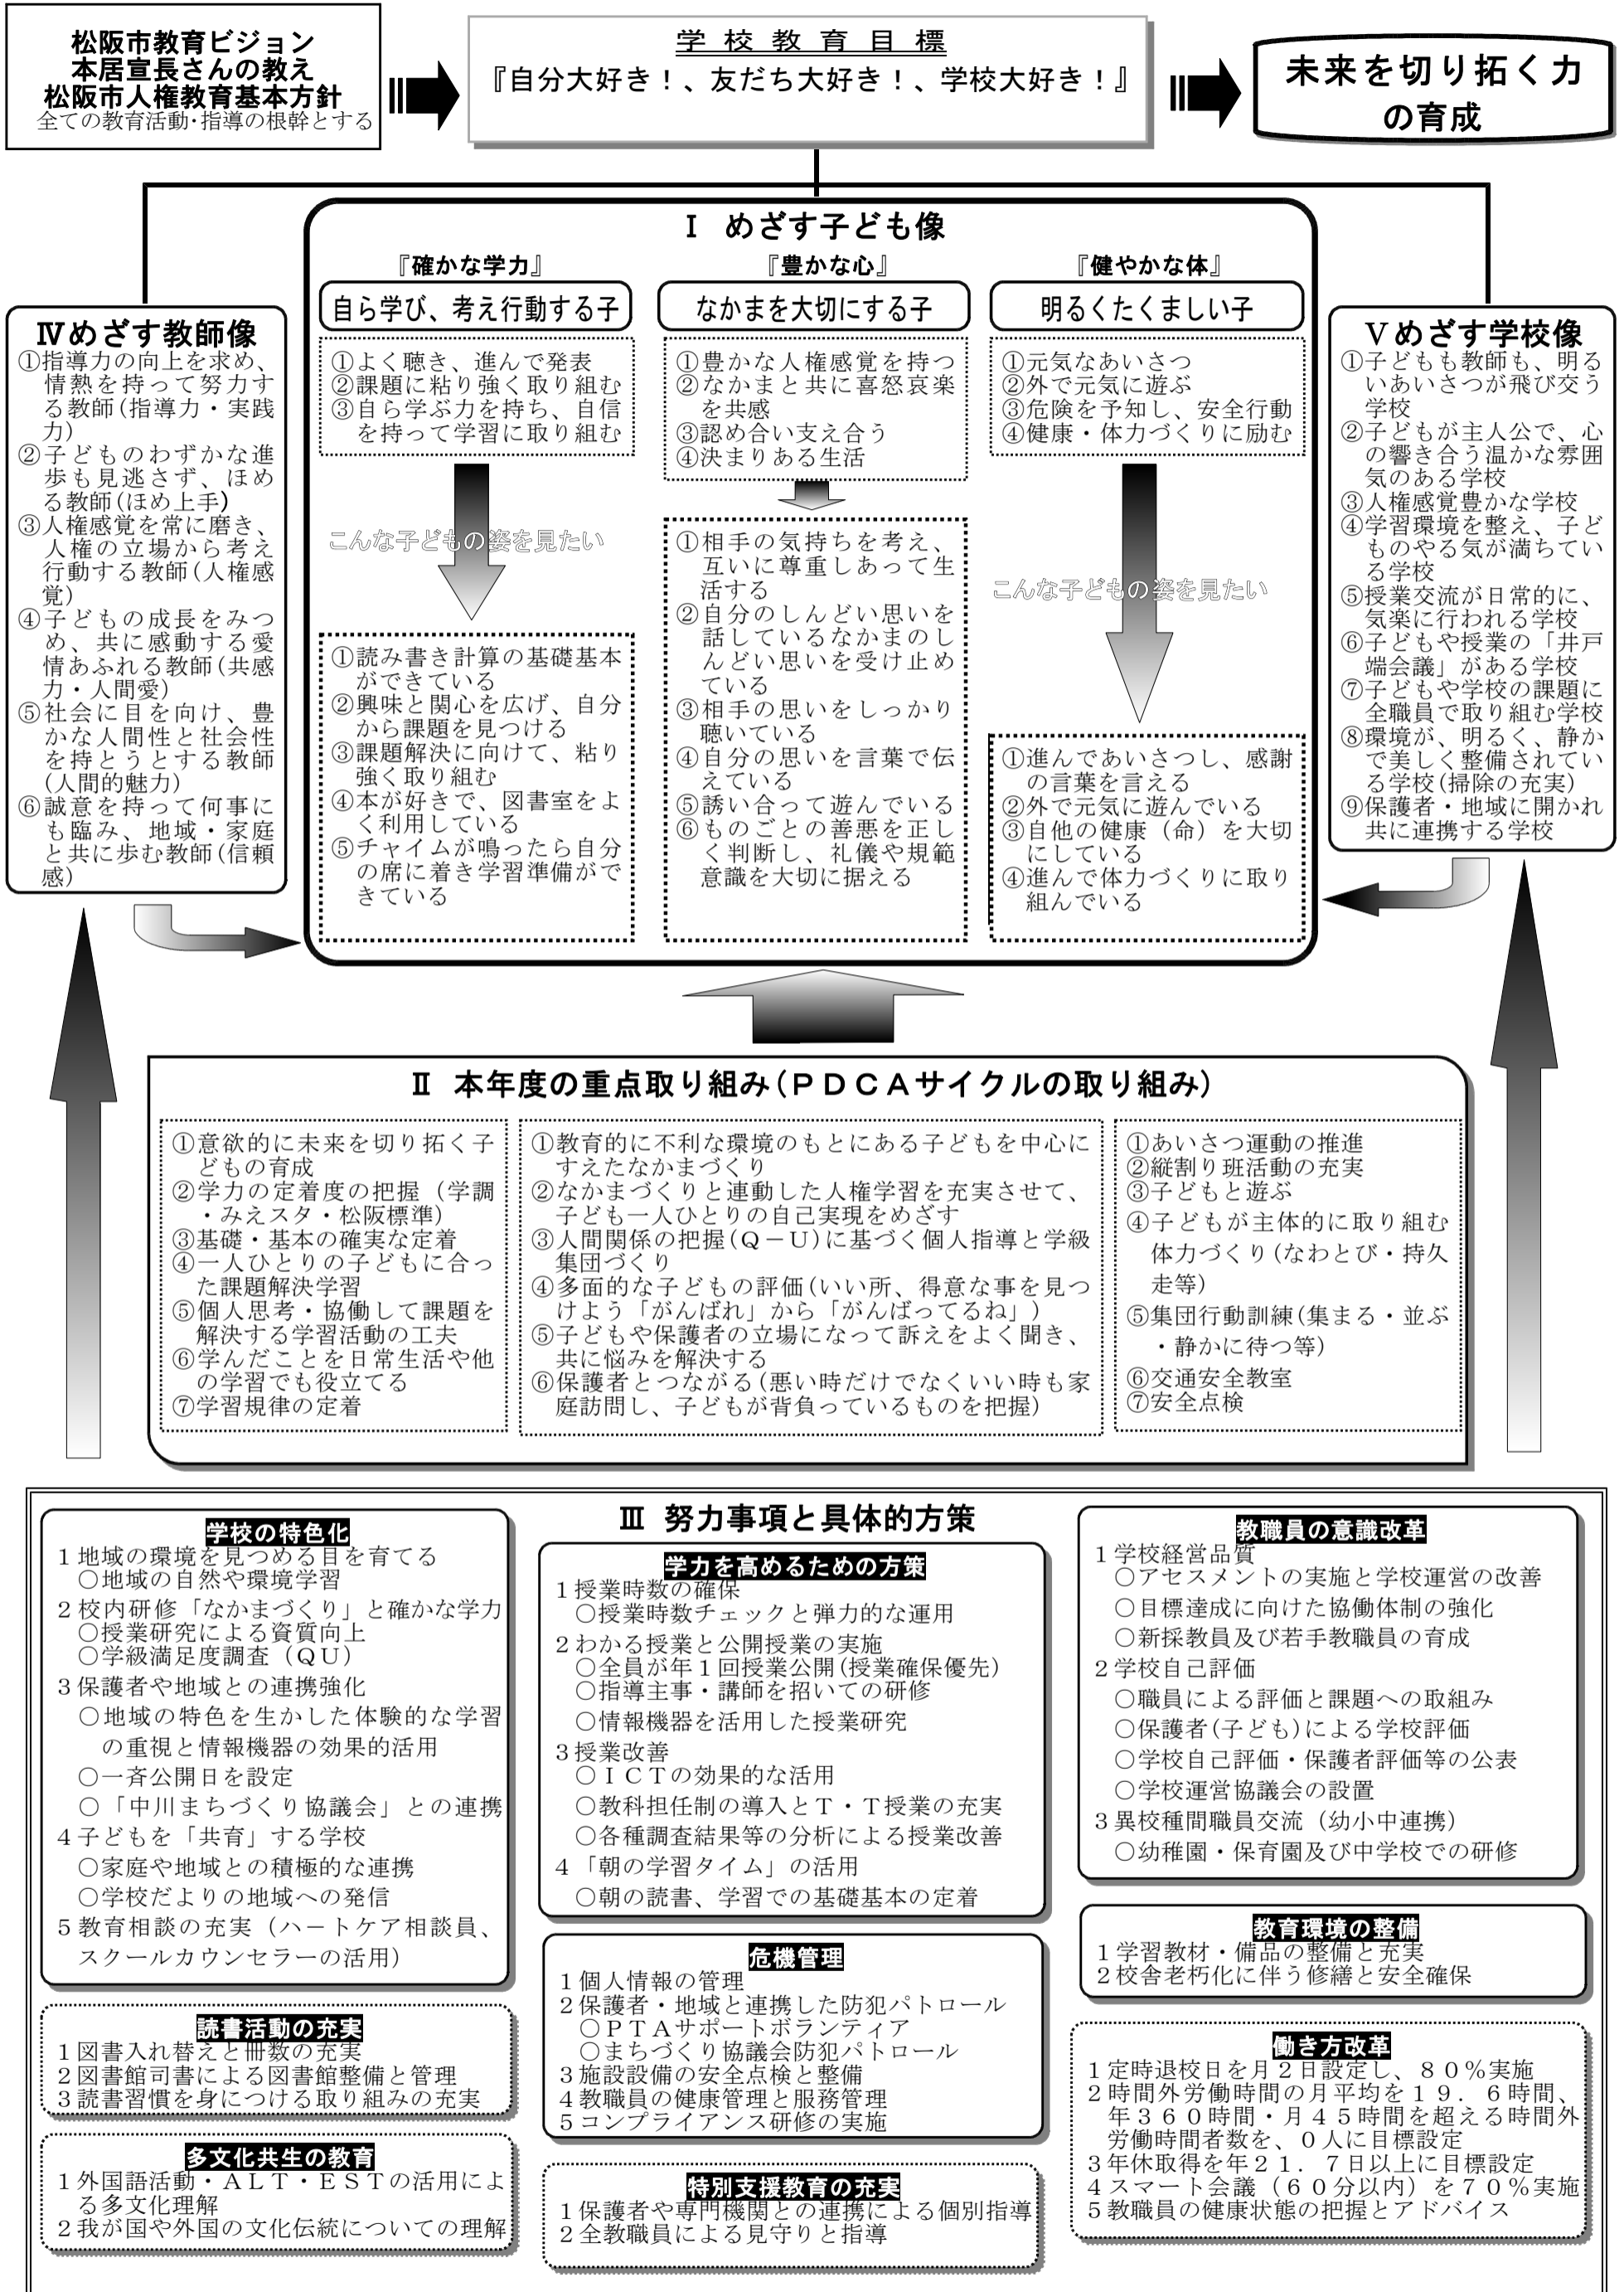 松阪市教育ビジョン
本居宣長さんの教え
松阪市人権教育基本方針
全ての教育活動・指導の根幹とする
学 校 教 育 目 標
『自分大好き！、友だち大好き！、学校大好き！』
未来を切り拓く力
の育成
Ⅰ めざす子ども像
『確かな学力』
自ら学び、考え行動する子
①よく聴き、進んで発表
②課題に粘り強く取り組む
③自ら学ぶ力を持ち、自信
を持って学習に取り組む
こんな子どもの姿を見たい
①読み書き計算の基礎基本
ができている
②興味と関心を広げ、自分
から課題を見つける
③課題解決に向けて、粘り
強く取り組む
④本が好きで、図書室をよ
く利用している
⑤チャイムが鳴ったら自分
の席に着き学習準備がで
きている
『豊かな心』
なかまを大切にする子
①豊かな人権感覚を持つ
②なかまと共に喜怒哀楽
を共感
③認め合い支え合う
④決まりある生活
①相手の気持ちを考え、
互いに尊重しあって生
活する
②自分のしんどい思いを
話しているなかまのし
んどい思いを受け止め
ている
③相手の思いをしっかり
聴いている
④自分の思いを言葉で伝
えている
⑤誘い合って遊んでいる
⑥ものごとの善悪を正し
く判断し、礼儀や規範
意識を大切に据える
『健やかな体』
明るくたくましい子
①元気なあいさつ
②外で元気に遊ぶ
③危険を予知し、安全行動
④健康・体力づくりに励む
こんな子どもの姿を見たい
①進んであいさつし、感謝
の言葉を言える
②外で元気に遊んでいる
③自他の健康（命）を大切
にしている
④進んで体力づくりに取り
組んでいる
Ⅳめざす教師像
①指導力の向上を求め、
情熱を持って努力す
る教師(指導力・実践
力)
②子どものわずかな進
歩も見逃さず、ほめ
る教師(ほめ上手)
③人権感覚を常に磨き、
人権の立場から考え
行動する教師(人権感
覚)
④子どもの成長をみつ
め、共に感動する愛
情あふれる教師(共感
力・人間愛)
⑤社会に目を向け、豊
かな人間性と社会性
を持とうとする教師
(人間的魅力)
⑥誠意を持って何事に
も臨み、地域・家庭
と共に歩む教師(信頼
感)
Ⅴめざす学校像
①子どもも教師も、明る
いあいさつが飛び交う
学校
②子どもが主人公で、心
の響き合う温かな雰囲
気のある学校
③人権感覚豊かな学校
④学習環境を整え、子ど
ものやる気が満ちてい
る学校
⑤授業交流が日常的に、
気楽に行われる学校
⑥子どもや授業の「井戸
端会議」がある学校
⑦子どもや学校の課題に
全職員で取り組む学校
⑧環境が、明るく、静か
で美しく整備されてい
る学校(掃除の充実)
⑨保護者・地域に開かれ
共に連携する学校
Ⅱ 本年度の重点取り組み(ＰＤＣＡサイクルの取り組み)
①意欲的に未来を切り拓く子
どもの育成
②学力の定着度の把握（学調
・みえスタ・松阪標準)
③基礎・基本の確実な定着
④一人ひとりの子どもに合っ
た課題解決学習
⑤個人思考・協働して課題を
解決する学習活動の工夫
⑥学んだことを日常生活や他
の学習でも役立てる
⑦学習規律の定着
①教育的に不利な環境のもとにある子どもを中心に
すえたなかまづくり
②なかまづくりと連動した人権学習を充実させて、
子ども一人ひとりの自己実現をめざす
③人間関係の把握(Ｑ－Ｕ)に基づく個人指導と学級
集団づくり
④多面的な子どもの評価(いい所、得意な事を見つ
けよう「がんばれ」から「がんばってるね」)
⑤子どもや保護者の立場になって訴えをよく聞き、
共に悩みを解決する
⑥保護者とつながる(悪い時だけでなくいい時も家
庭訪問し、子どもが背負っているものを把握)
①あいさつ運動の推進
②縦割り班活動の充実
③子どもと遊ぶ
④子どもが主体的に取り組む
体力づくり(なわとび・持久
走等)
⑤集団行動訓練(集まる・並ぶ
・静かに待つ等)
⑥交通安全教室
⑦安全点検
Ⅲ 努力事項と具体的方策
学校の特色化
1 地域の環境を見つめる目を育てる
○地域の自然や環境学習
2 校内研修「なかまづくり」と確かな学力
○授業研究による資質向上
○学級満足度調査（ＱＵ）
3 保護者や地域との連携強化
○地域の特色を生かした体験的な学習
の重視と情報機器の効果的活用
○一斉公開日を設定
○「中川まちづくり協議会」との連携
4 子どもを「共育」する学校
○家庭や地域との積極的な連携
○学校だよりの地域への発信
5 教育相談の充実（ハートケア相談員、
スクールカウンセラーの活用）
読書活動の充実
1 図書入れ替えと冊数の充実
2 図書館司書による図書館整備と管理
3 読書習慣を身につける取り組みの充実
多文化共生の教育
1 外国語活動・ＡＬＴ・ＥＳＴの活用によ
る多文化理解
2 我が国や外国の文化伝統についての理解
学力を高めるための方策
1 授業時数の確保
○授業時数チェックと弾力的な運用
2 わかる授業と公開授業の実施
○全員が年１回授業公開(授業確保優先)
○指導主事・講師を招いての研修
○情報機器を活用した授業研究
3 授業改善
○ＩＣＴの効果的な活用
○教科担任制の導入とＴ・Ｔ授業の充実
○各種調査結果等の分析による授業改善
4 「朝の学習タイム」の活用
○朝の読書、学習での基礎基本の定着
危機管理
1 個人情報の管理
2 保護者・地域と連携した防犯パトロール
○ＰＴＡサポートボランティア
○まちづくり協議会防犯パトロール
3 施設設備の安全点検と整備
4 教職員の健康管理と服務管理
5 コンプライアンス研修の実施
特別支援教育の充実
1 保護者や専門機関との連携による個別指導
2 全教職員による見守りと指導
教職員の意識改革
1 学校経営品質
○アセスメントの実施と学校運営の改善
○目標達成に向けた協働体制の強化
○新採教員及び若手教職員の育成
2 学校自己評価
○職員による評価と課題への取組み
○保護者(子ども)による学校評価
○学校自己評価・保護者評価等の公表
○学校運営協議会の設置
3 異校種間職員交流（幼小中連携）
○幼稚園・保育園及び中学校での研修
教育環境の整備
1 学習教材・備品の整備と充実
2 校舎老朽化に伴う修繕と安全確保
働き方改革
1 定時退校日を月２日設定し、８０％実施
2 時間外労働時間の月平均を１９．６時間、
年３６０時間・月４５時間を超える時間外
労働時間者数を、０人に目標設定
3 年休取得を年２１．７日以上に目標設定
4 スマート会議（６０分以内）を７０％実施
5 教職員の健康状態の把握とアドバイス